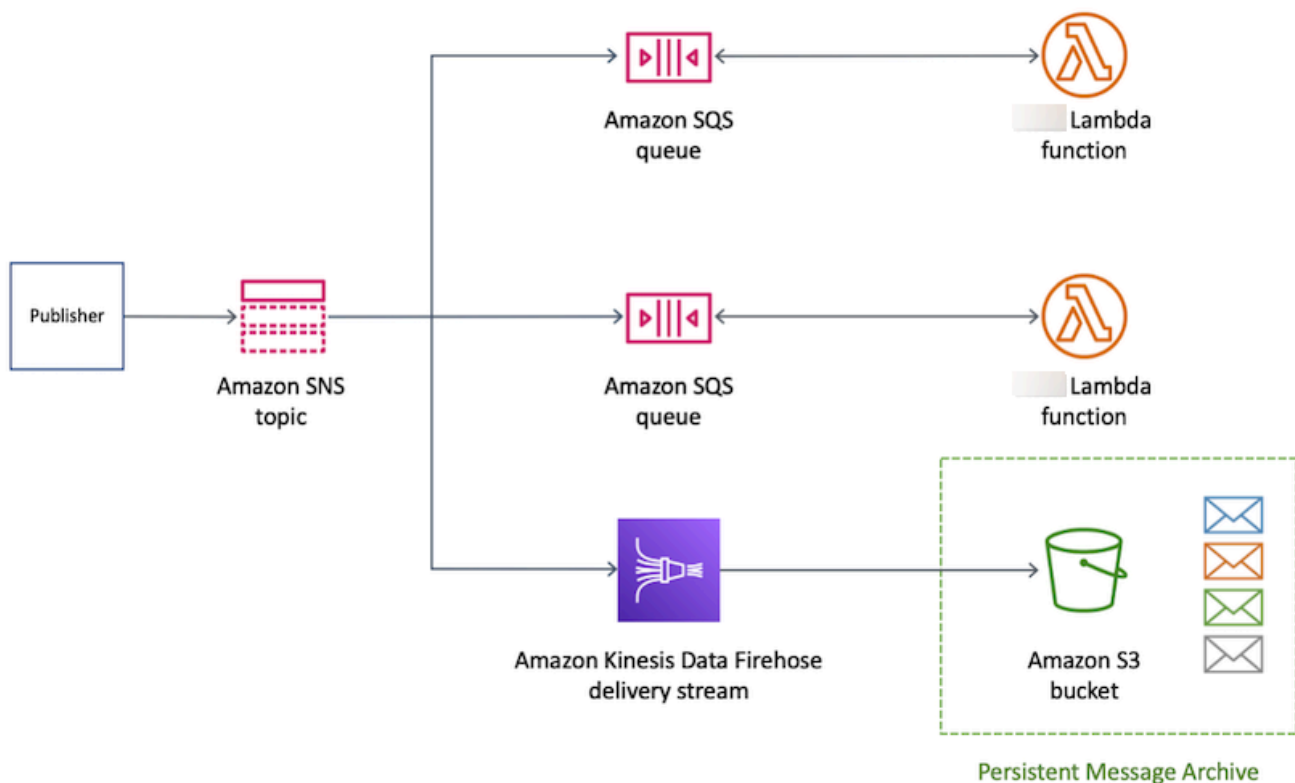 Amazon SQS
queue
Lambda
function
Publisher
Amazon SNS
topic
Amazon SQS
queue
Lambda
function
Amazon Kinesis Data Firehose
delivery stream
Amazon S3
bucket
Persistent Message Archive